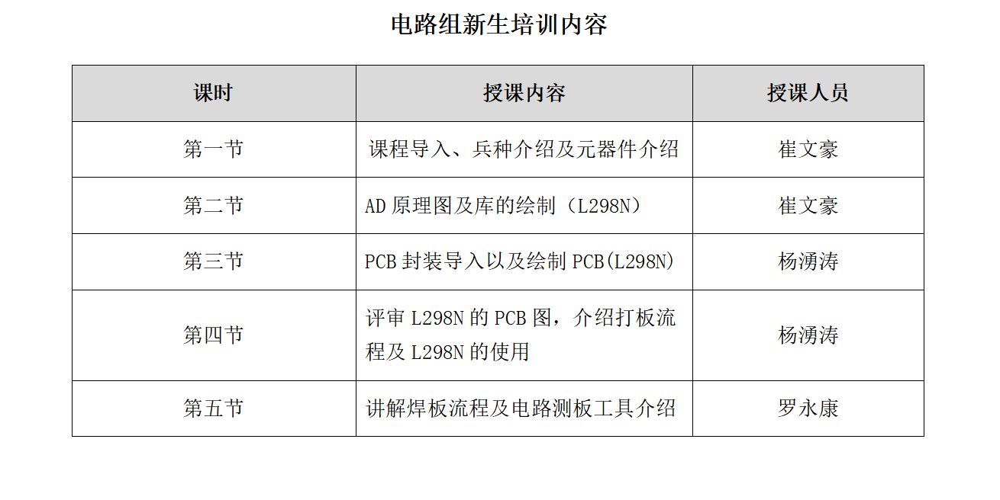 电路组新生培训内容
课时 授课内容 授课人员
第一节 课程导入、兵种介绍及元器件介绍 崔文豪
第二节 AD 原理图及库的绘制（L298N） 崔文豪
第三节 PCB 封装导入以及绘制 PCB(L298N) 杨湧涛
第四节 评审 L298N 的 PCB 图，介绍打板流 杨湧涛
程及 L298N 的使用
第五节 讲解焊板流程及电路测板工具介绍 罗永康